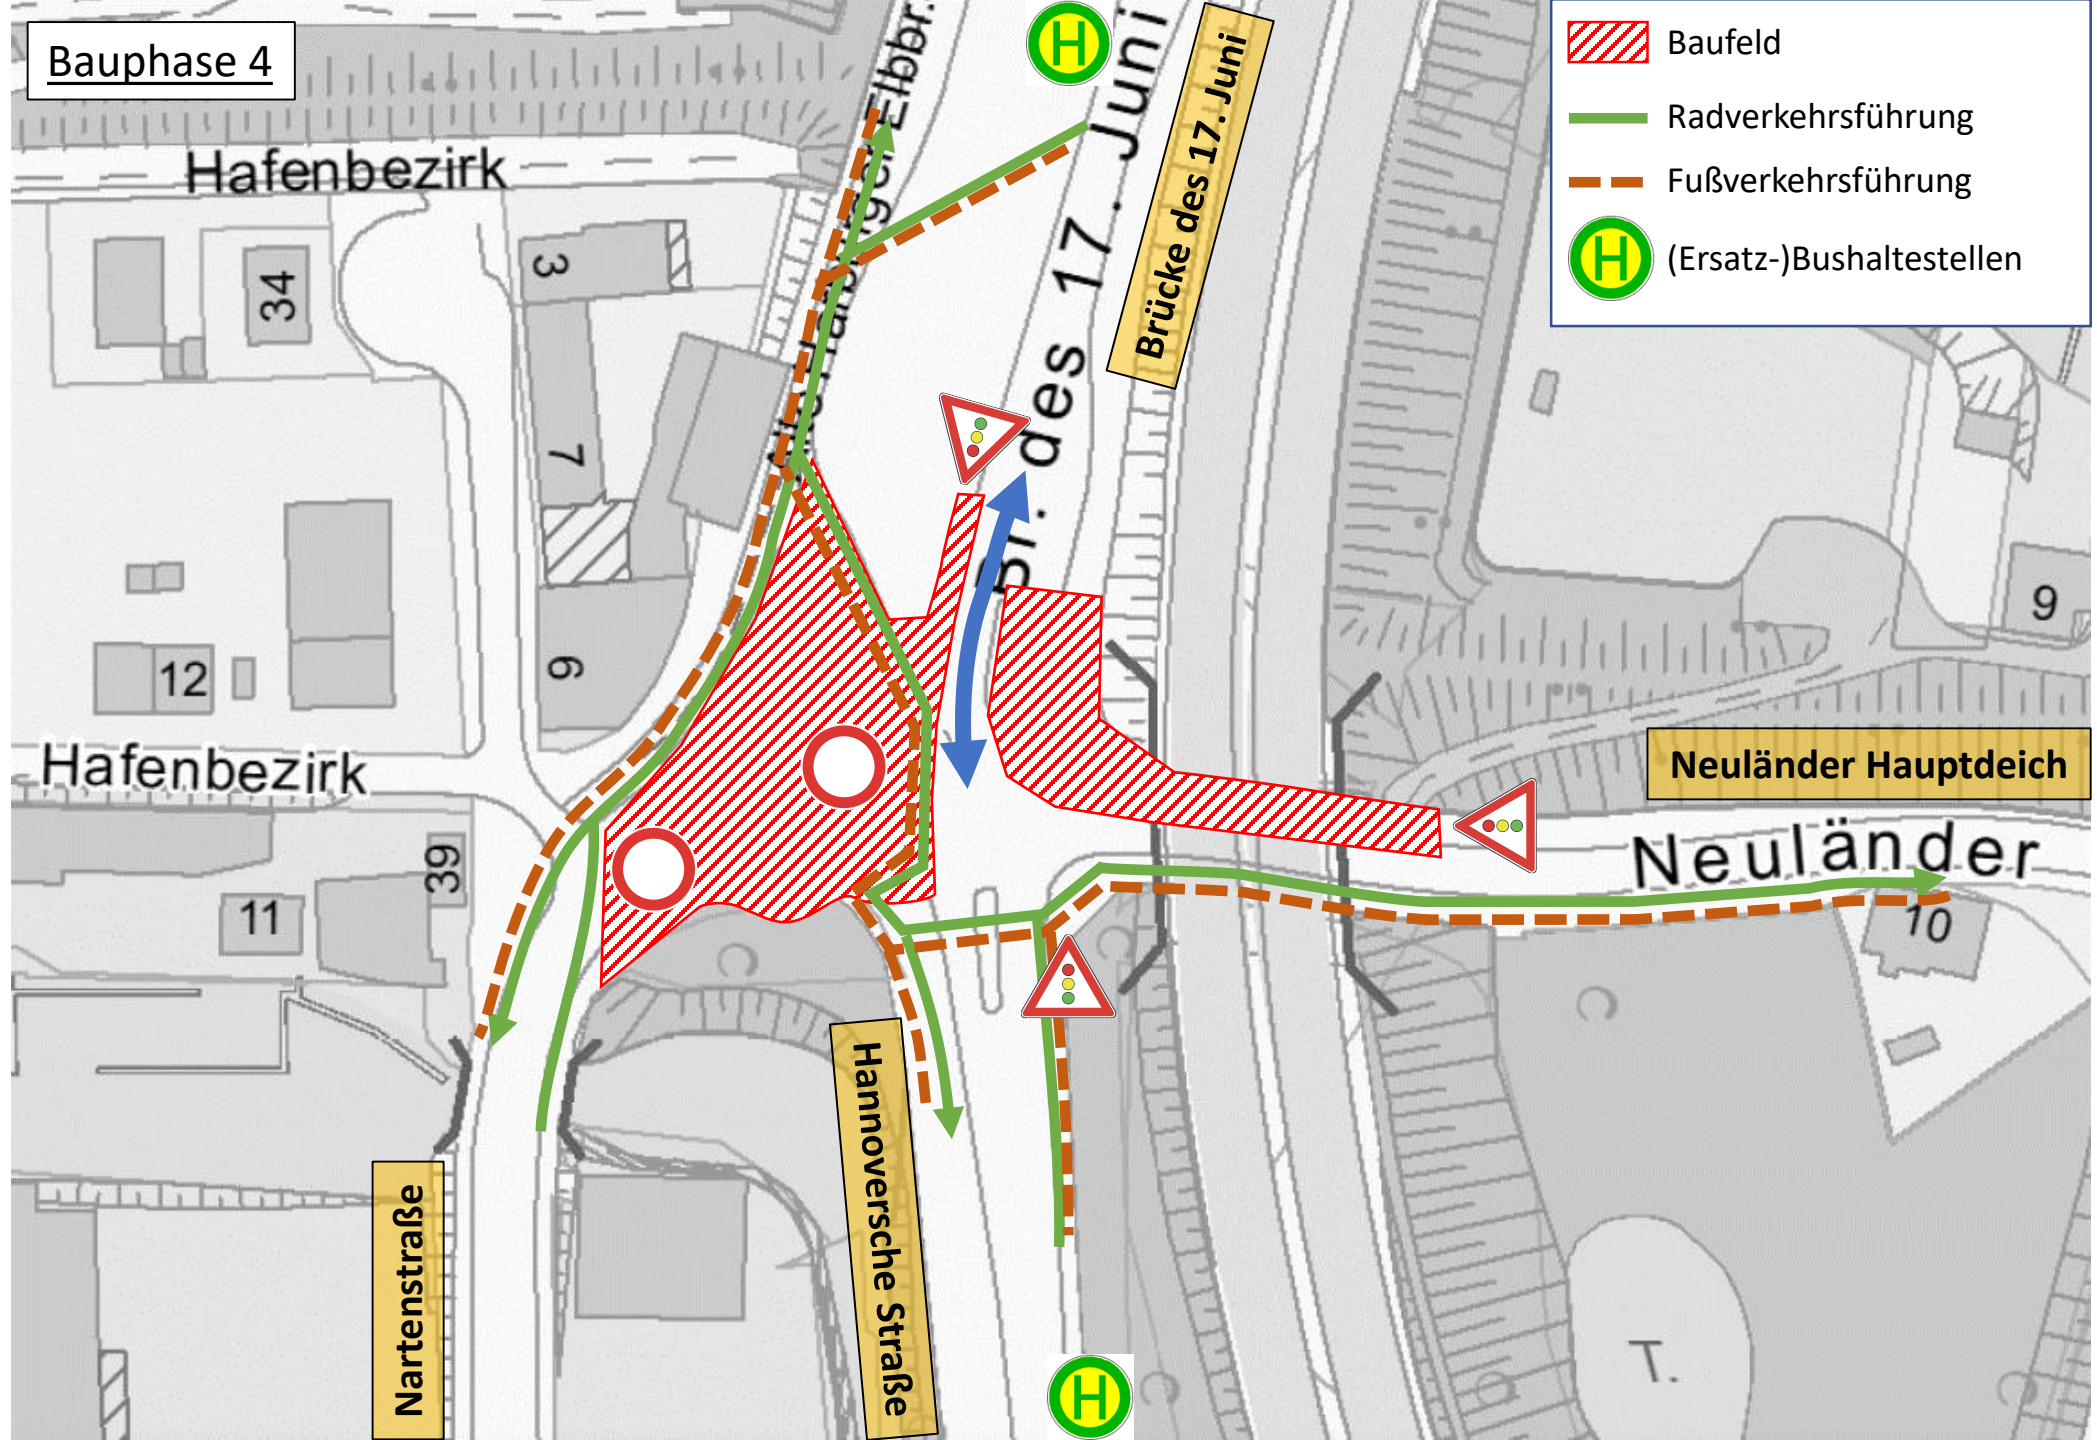 Bauphase 4
H
Baufeld
Radverkehrsführung
Fußverkehrsführung
H
(Ersatz-)Bushaltestellen
Brücke des 17. Juni
Br. des 17. Juni
Elbbr.
Hafenbezirk
34
3
7
9
12
6
Hafenbezirk
Neuländer Hauptdeich
Neuländer
39
11
10
Hannoversche Straße
Nartenstraße
T.
H